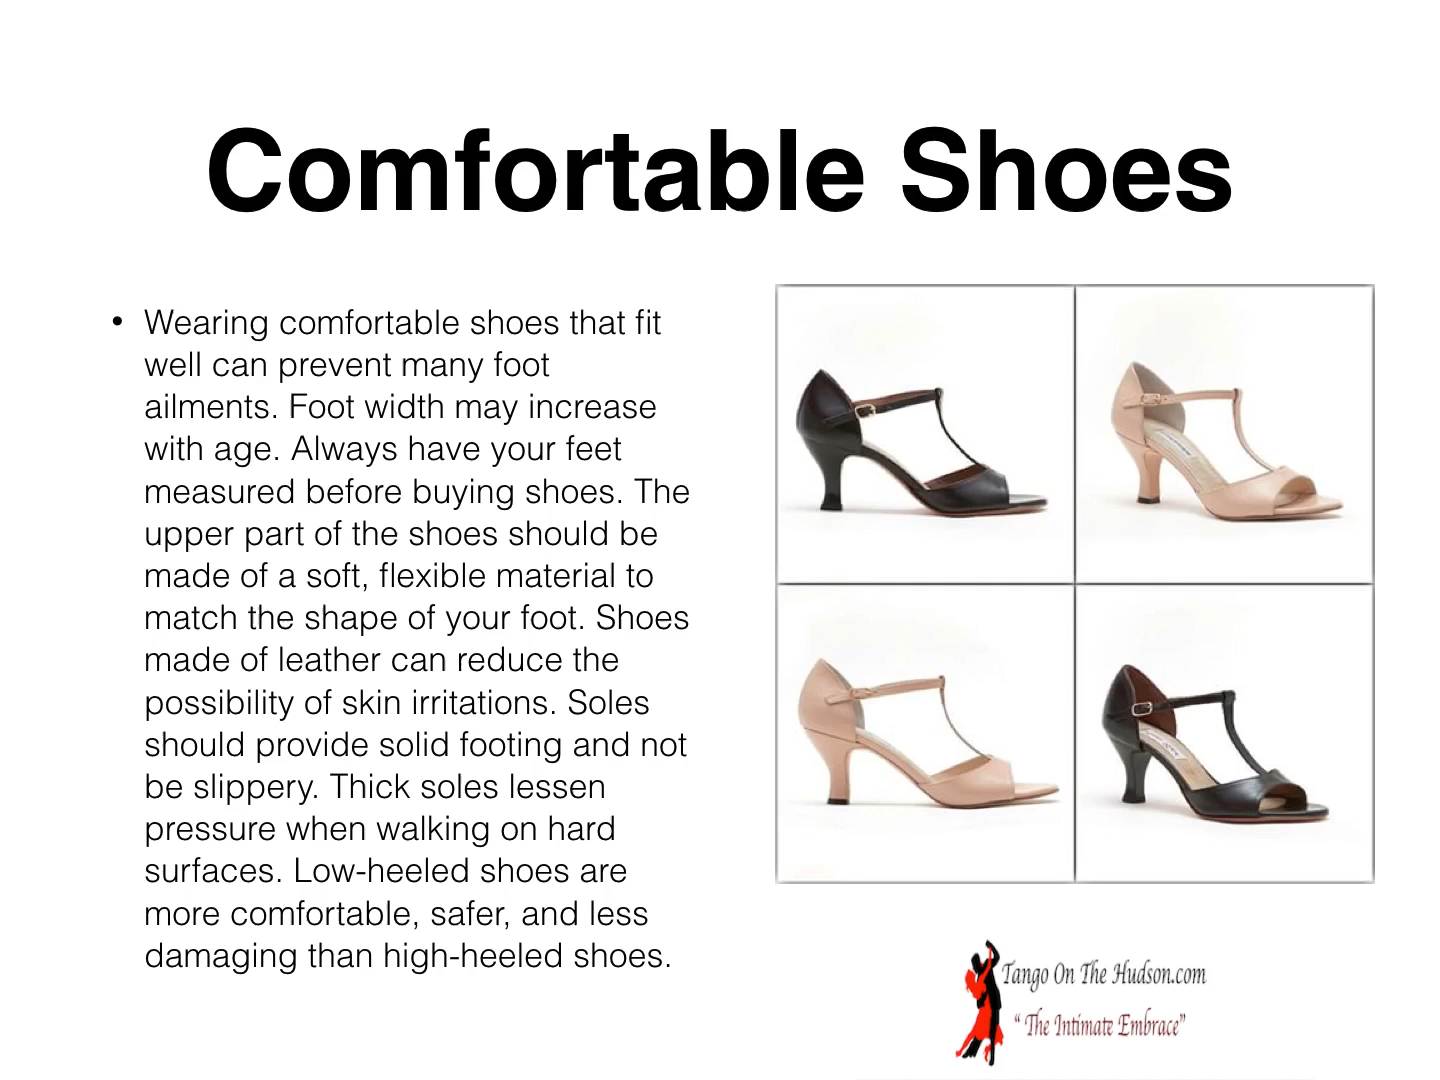 Comfortable Shoes
• Wearing comfortable shoes that fit
well can prevent many foot
ailments. Foot width may increase
with age. Always have your feet
measured before buying shoes. The
upper part of the shoes should be
made of a soft, flexible material to
match the shape of your foot. Shoes
made of leather can reduce the
possibility of skin irritations. Soles
should provide solid footing and not
be slippery. Thick soles lessen
pressure when walking on hard
surfaces. Low-heeled shoes are
more comfortable, safer, and less
damaging than high-heeled shoes.
Tango On The Hudson.com
“ The Intimate Embrace”